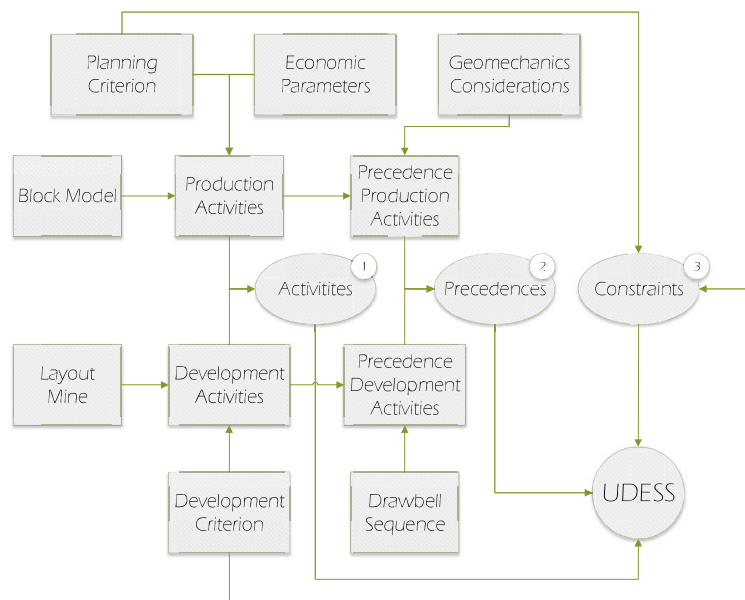 Planning
Criterion
Economic
Parameters
Geomechanics
Considerations
Block Model
Production
Activities
Precedence
Production
Activities
1
Activitites
2
Precedences
3
Constraints
Layout
Mine
Development
Activities
Precedence
Development
Activities
Development
Criterion
Drawbell
Sequence
UDESS